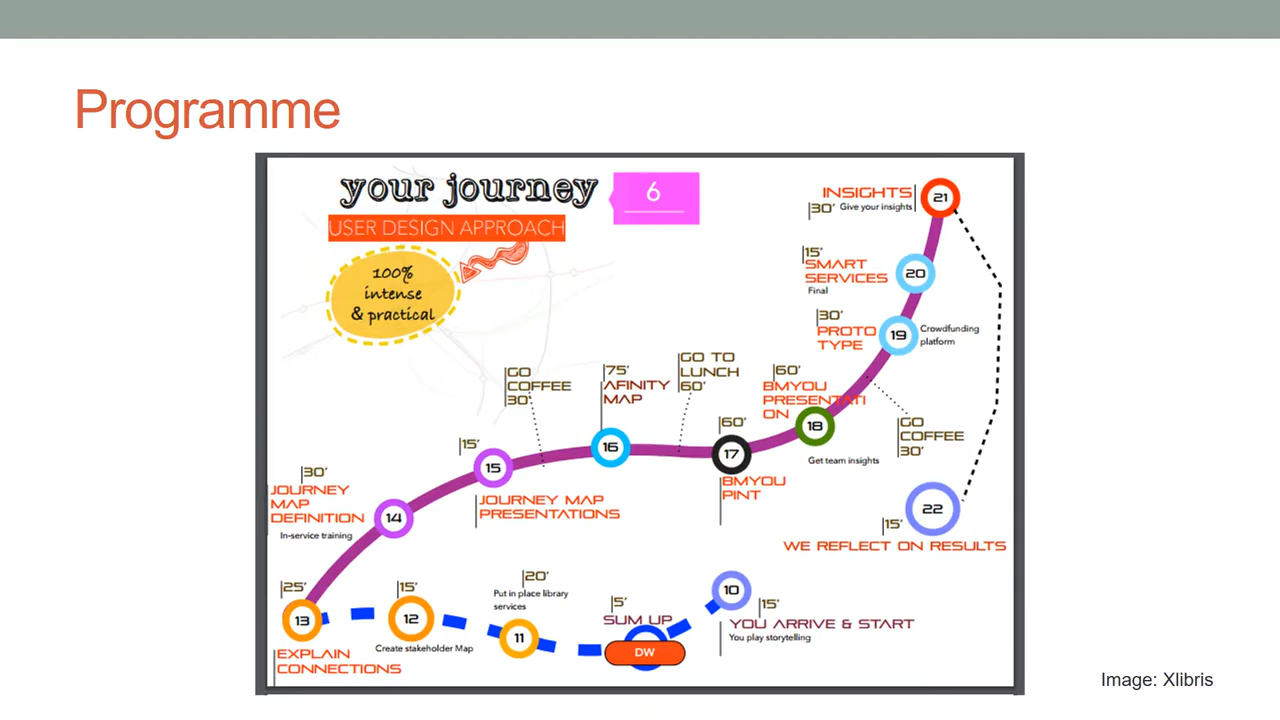 Programme
your journey
6
USER DESIGN APPROACH
100%
intense
& practical
INSIGHTS
30' Give your insights
21
15'
SMART
SERVICES
Final
20
30'
PROTO
TYPE
19
Crowdfunding
platform
GO
COFFEE
30'
75'
AFINITY
MAP
GO TO
LUNCH
60'
60'
BMYOU
PRESENTATI
ON
18
Get team insights
GO
COFFEE
30'
15'
15
16
60'
17
BMYOU
PINT
30'
JOURNEY
MAP
DEFINITION
In-service training
14
JOURNEY MAP
PRESENTATIONS
22
15'
WE REFLECT ON RESULTS
25'
13
EXPLAIN
CONNECTIONS
15'
12
Create stakeholder Map
20'
Put in place library
services
11
5'
SUM UP
DW
10
15'
YOU ARRIVE & START
You play storytelling
Image: Xlibris